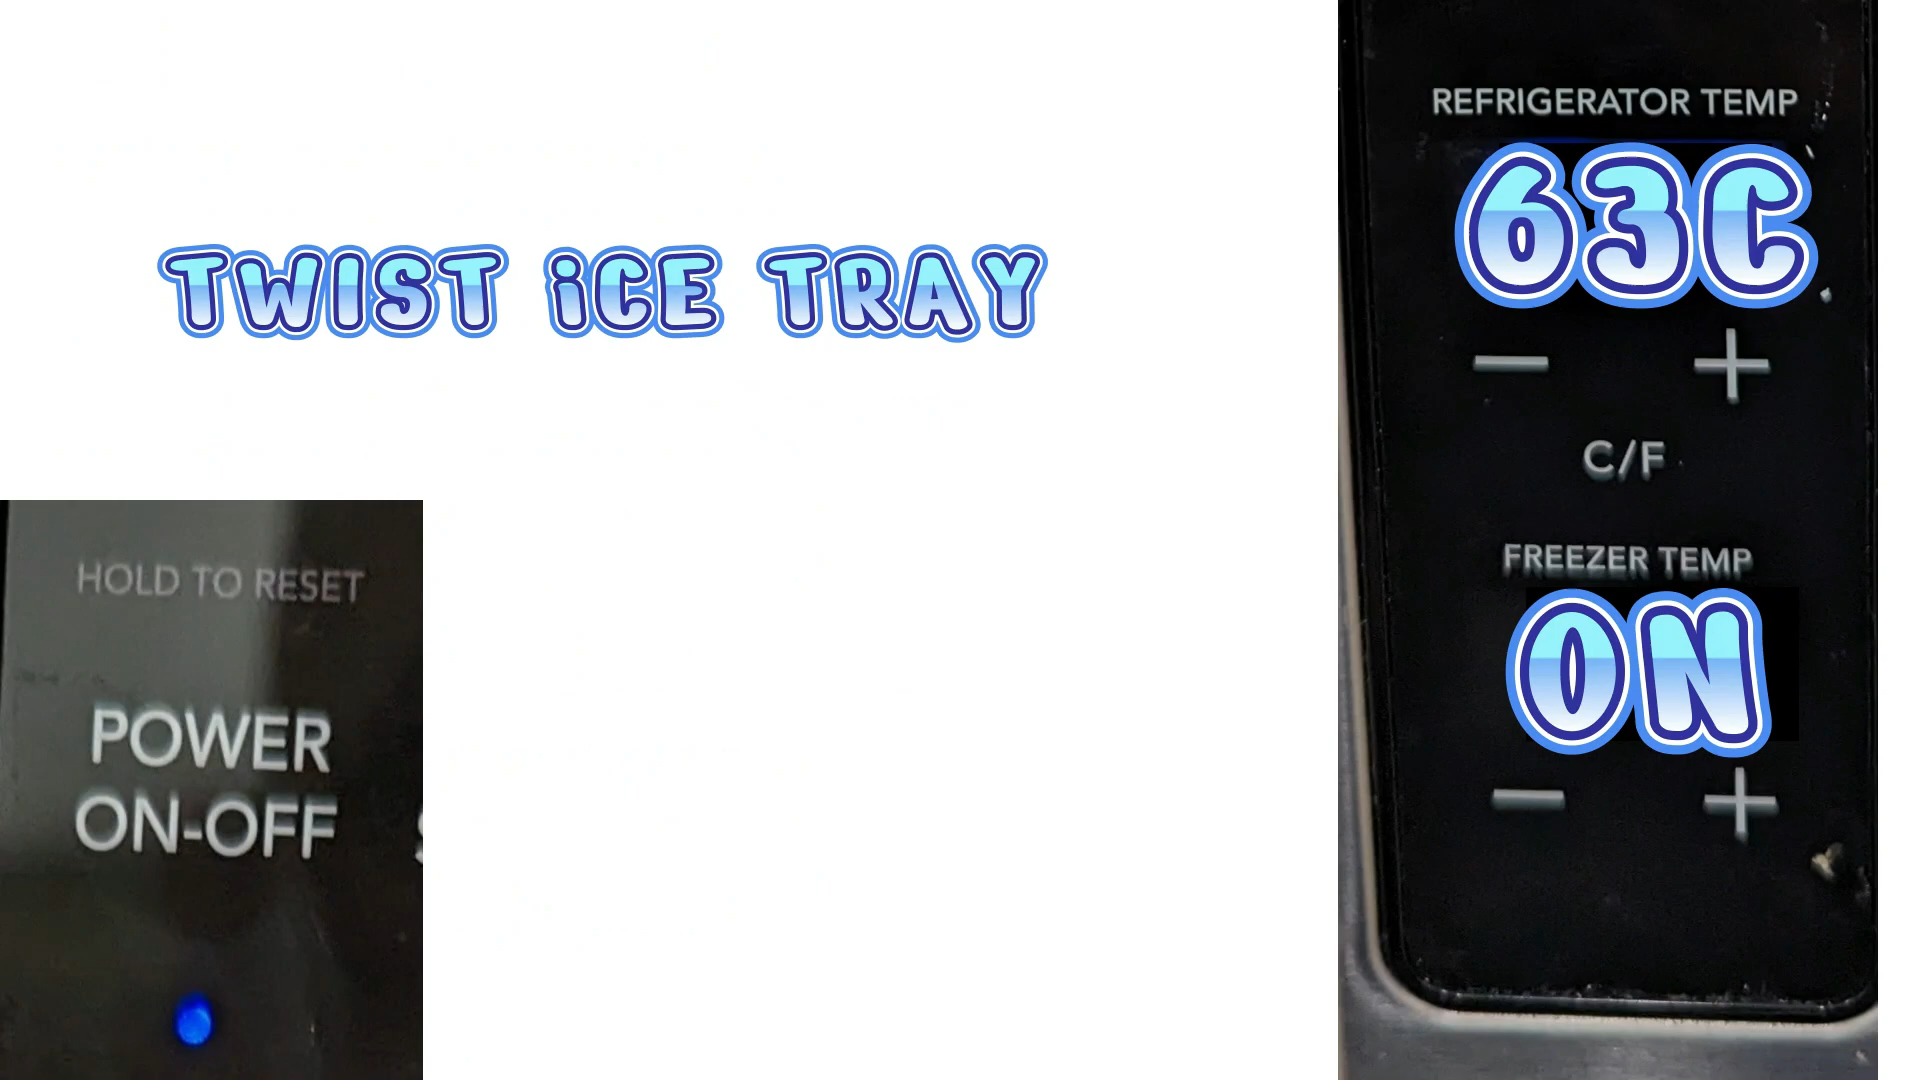 TWIST iCE TRAY
HOLD TO RESET
POWER
ON-OFF
REFRIGERATOR TEMP
63C
− +
C/F
FREEZER TEMP
ON
− +